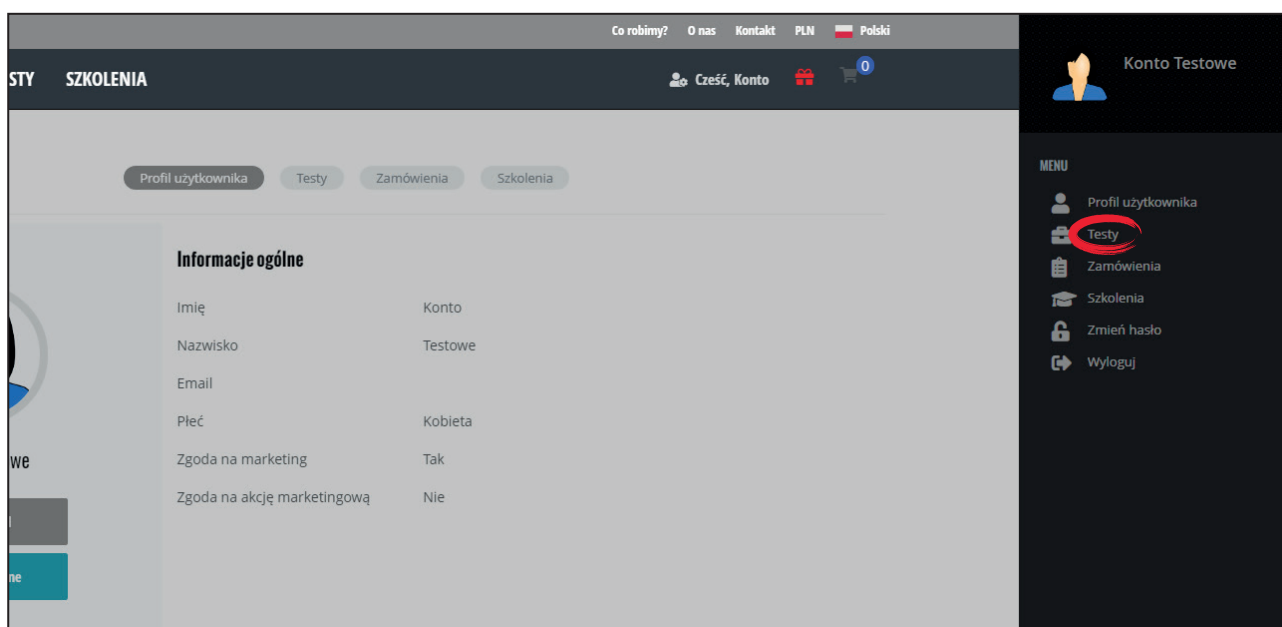 Co robimy? O nas Kontakt PLN Polski
STY SZKOLENIA Cześć, Konto 0
Profil użytkownika Testy Zamówienia Szkolenia
Informacje ogólne
Imię Konto
Nazwisko Testowe
Email
Płeć Kobieta
we
Zgoda na marketing Tak
Zgoda na akcję marketingową Nie
ne
Konto Testowe
MENU
Profil użytkownika
Testy
Zamówienia
Szkolenia
Zmień hasło
Wyloguj